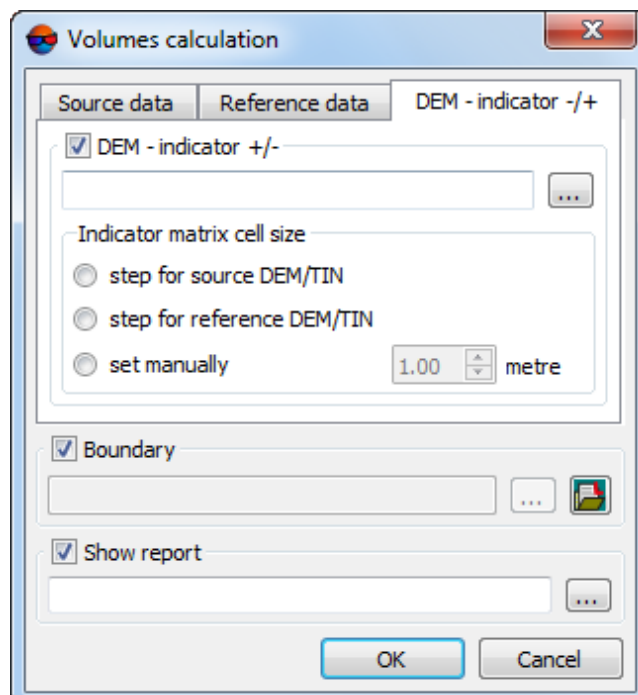 Volumes calculation
Source data Reference data DEM - indicator -/+
DEM - indicator +/-
...
Indicator matrix cell size
step for source DEM/TIN
step for reference DEM/TIN
set manually 1.00 metre
Boundary
...
Show report
...
OK Cancel